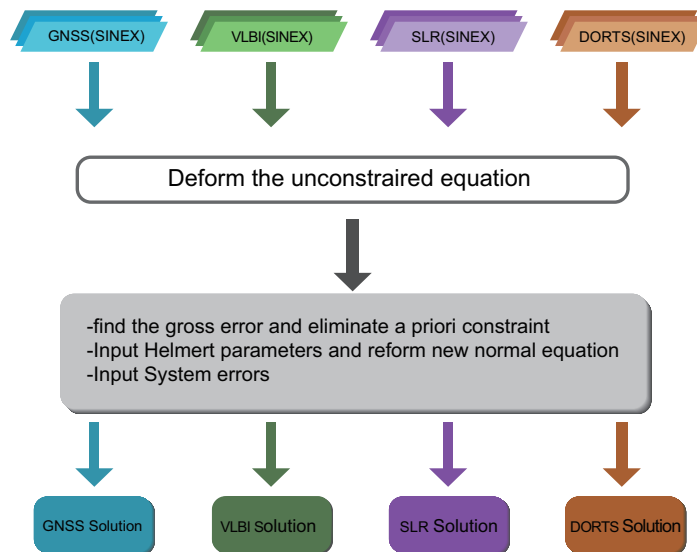 GNSS(SINEX)
VLBI(SINEX)
SLR(SINEX)
DORTS(SINEX)
Deform the unconstraired equation
-find the gross error and eliminate a priori constraint
-Input Helmert parameters and reform new normal equation
-Input System errors
GNSS Solution
VLBI Solution
SLR Solution
DORTS Solution